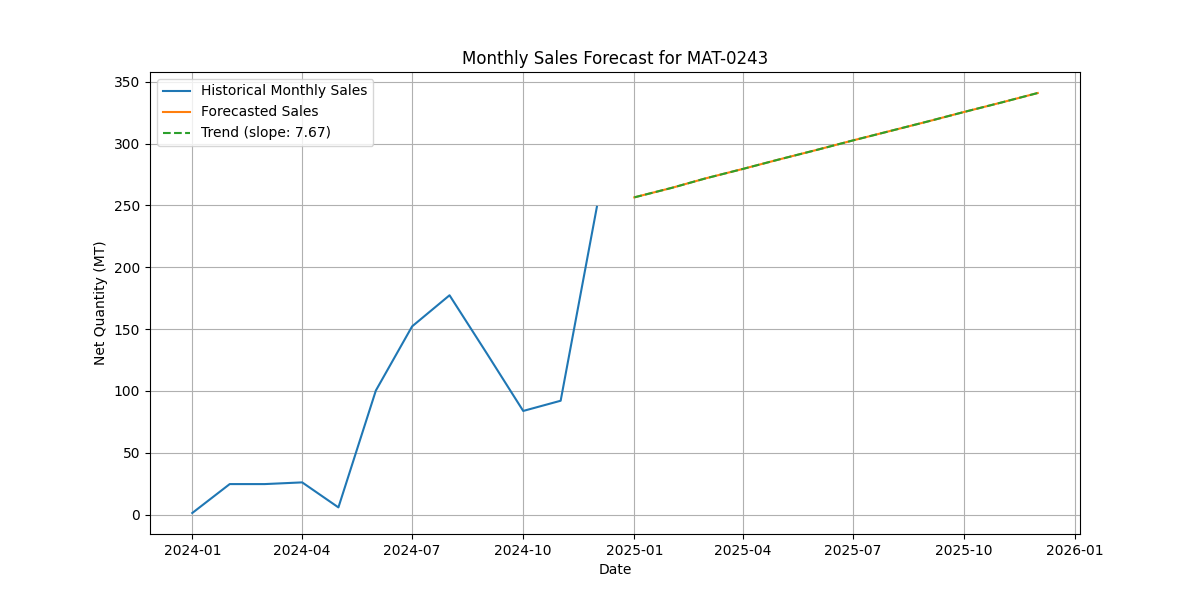 Monthly Sales Forecast for MAT-0243
Historical Monthly Sales
Forecasted Sales
Trend (slope: 7.67)
Net Quantity (MT)
350
300
250
200
150
100
50
0
2024-01 2024-04 2024-07 2024-10 2025-01 2025-04 2025-07 2025-10 2026-01
Date